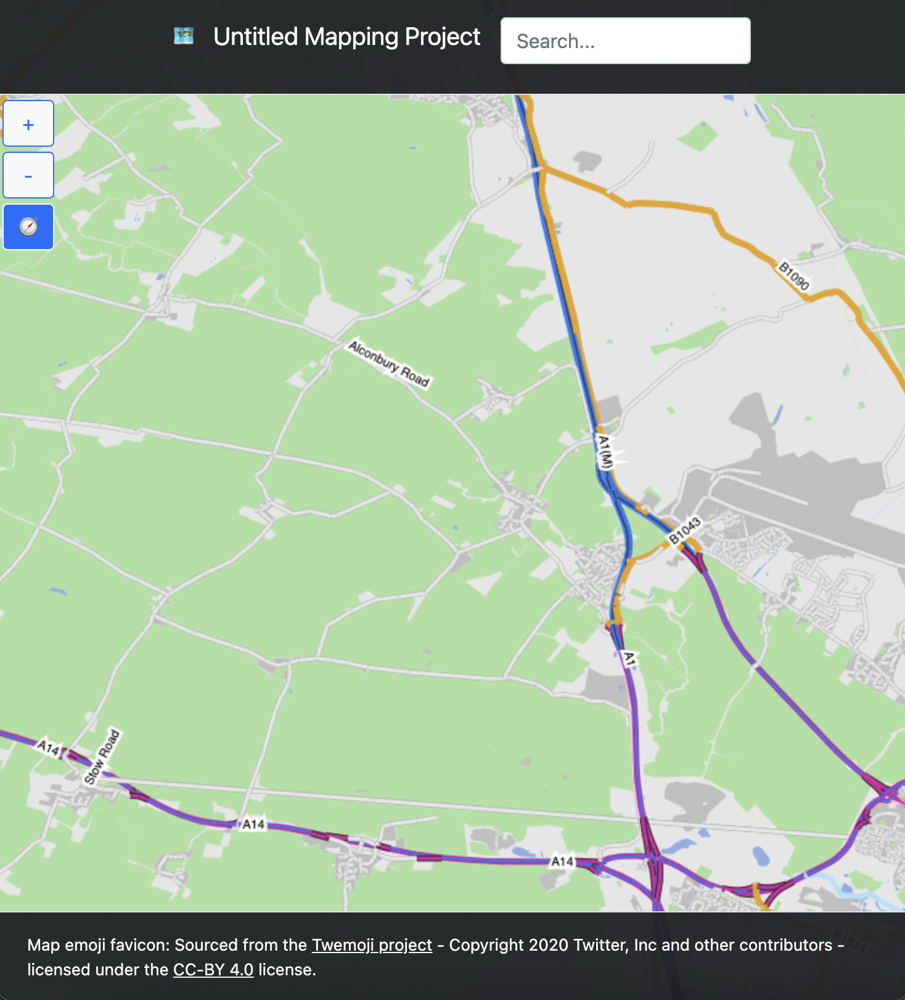 Untitled Mapping Project
Search...
+
-
B1090
Alconbury Road
A1(M)
B1043
A1
A14
Stow Road
A14
A14
B1514
Map emoji favicon: Sourced from the Twemoji project - Copyright 2020 Twitter, Inc and other contributors -
licensed under the CC-BY 4.0 license.